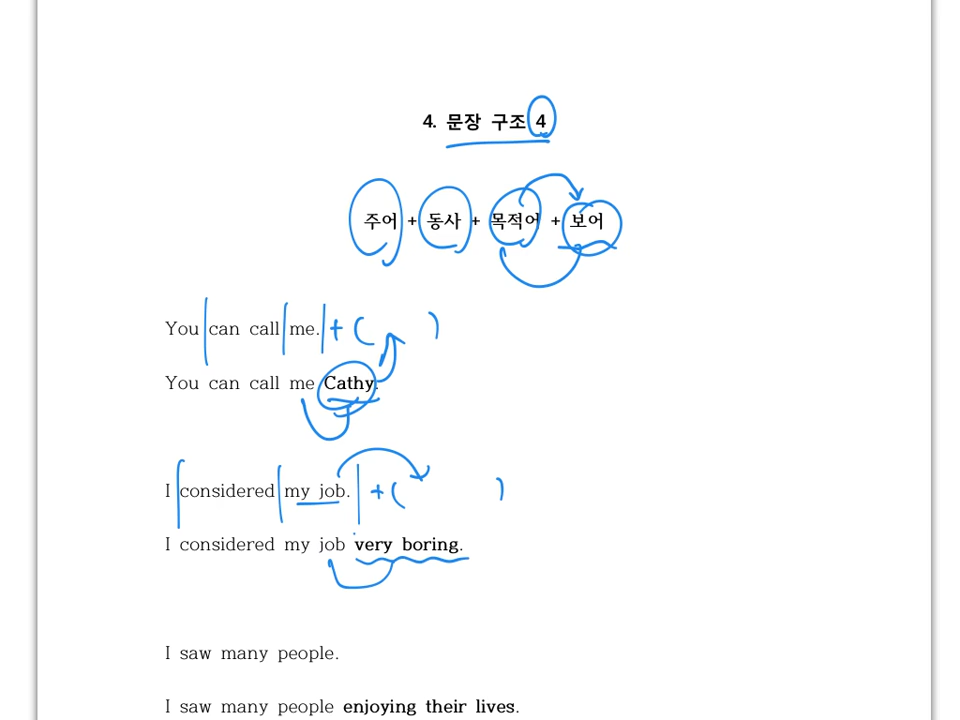 4. 문장 구조 4
주어 + 동사 + 목적어 + 보어
You can call me. + ( )
You can call me Cathy.
I considered my job. + ( )
I considered my job very boring.
I saw many people.
I saw many people enjoying their lives.